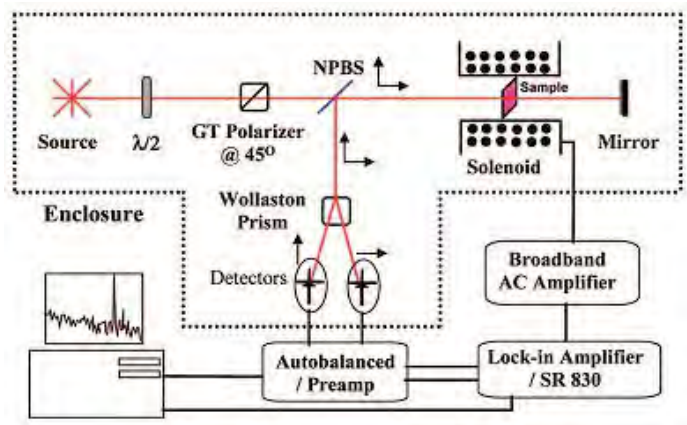 NPBS
Sample
Source
λ/2
GT Polarizer
@ 45O
Solenoid
Mirror
Enclosure
Wollaston
Prism
Detectors
Broadband
AC Amplifier
Autobalanced
/ Preamp
Lock-in Amplifier
/ SR 830